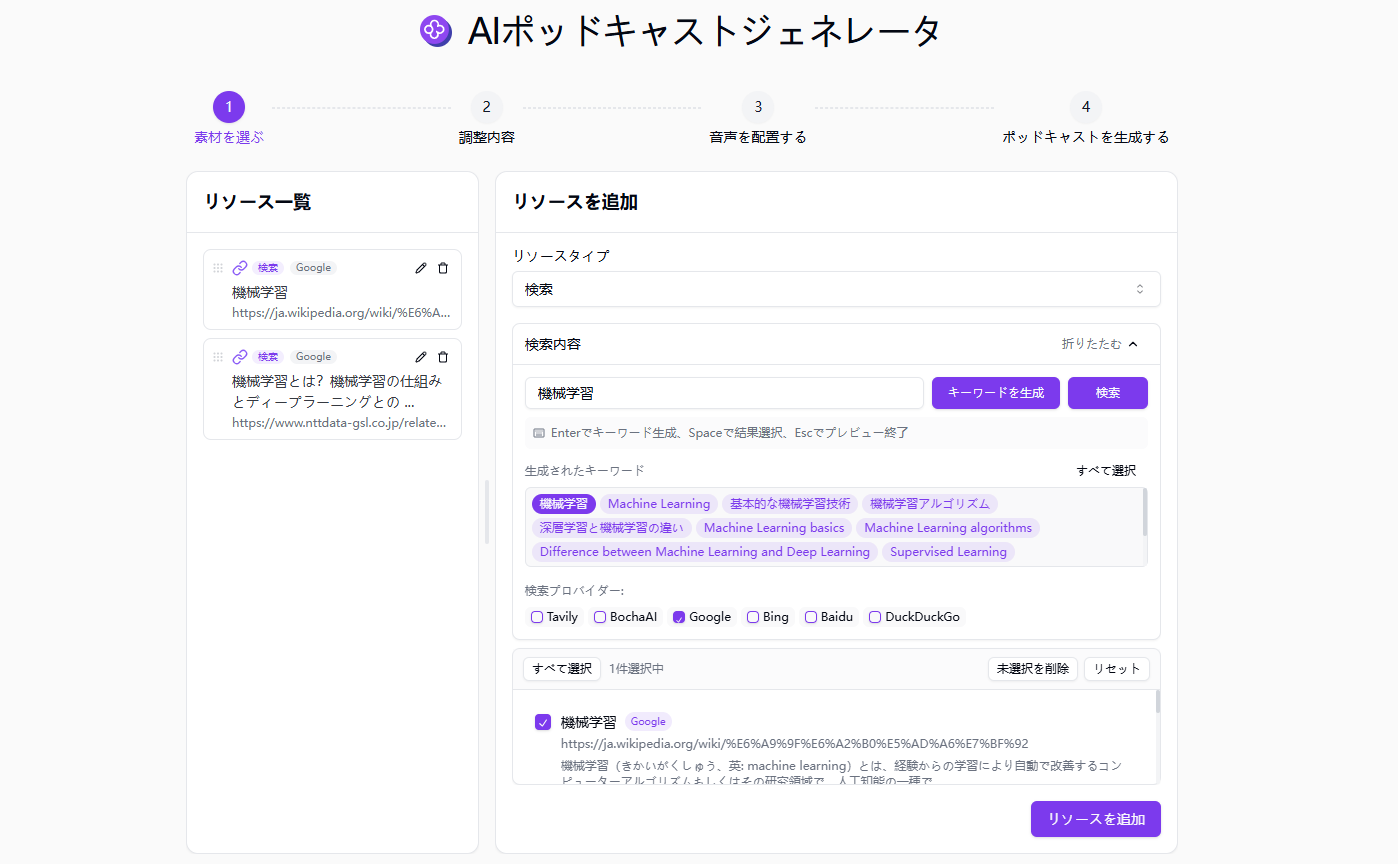 AIポッドキャストジェネレータ
1
2
3
4
素材を選ぶ
調整内容
音声を配置する
ポッドキャストを生成する
リソース一覧
検索 Google
機械学習
https://ja.wikipedia.org/wiki/%E6%A...
検索 Google
機械学習とは？機械学習の仕組み
とディープラーニングとの ...
https://www.nttdata-gsl.co.jp/relate...
リソースを追加
リソースタイプ
検索
検索内容
折りたたむ
機械学習
キーワードを生成
検索
Enterでキーワード生成、Spaceで結果選択、Escでプレビュー終了
生成されたキーワード
すべて選択
機械学習 Machine Learning 基本的な機械学習技術 機械学習アルゴリズム
深層学習と機械学習の違い Machine Learning basics Machine Learning algorithms
Difference between Machine Learning and Deep Learning Supervised Learning
検索プロバイダー:
Tavily BochaAI Google Bing Baidu DuckDuckGo
すべて選択 1件選択中 未選択を削除 リセット
機械学習 Google
https://ja.wikipedia.org/wiki/%E6%A9%9F%E6%A2%B0%E5%AD%A6%E7%BF%92
機械学習（きかいがくしゅう、英: machine learning）とは、経験からの学習により自動で改善するコン
ピューターアルゴリズムもしくはその研究領域で、人工知能の一種で
リソースを追加